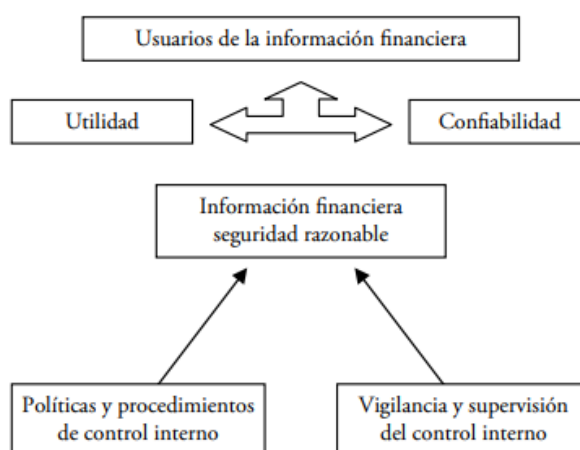 Usuarios de la información financiera
Utilidad
Confiabilidad
Información financiera
seguridad razonable
Políticas y procedimientos
de control interno
Vigilancia y supervisión
del control interno